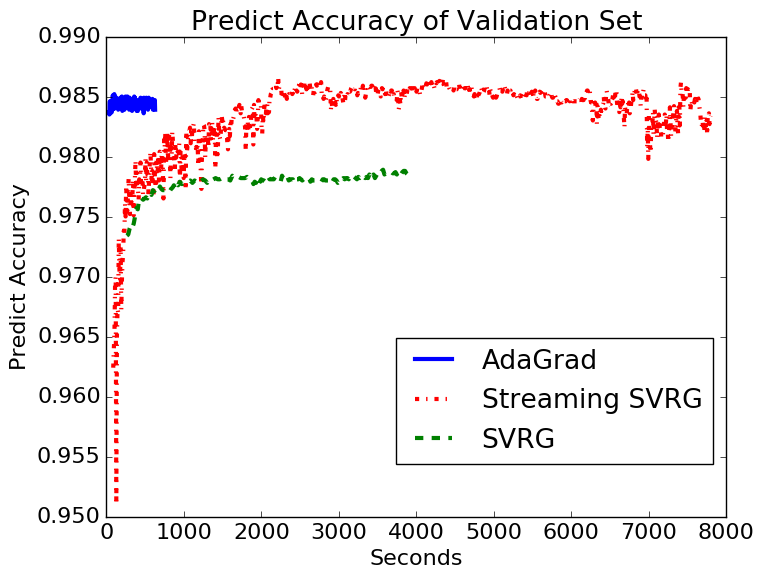 Predict Accuracy of Validation Set
0.990
0.985
0.980
0.975
0.970
0.965
0.960
0.955
0.950
Predict Accuracy
AdaGrad
Streaming SVRG
SVRG
0 1000 2000 3000 4000 5000 6000 7000 8000
Seconds